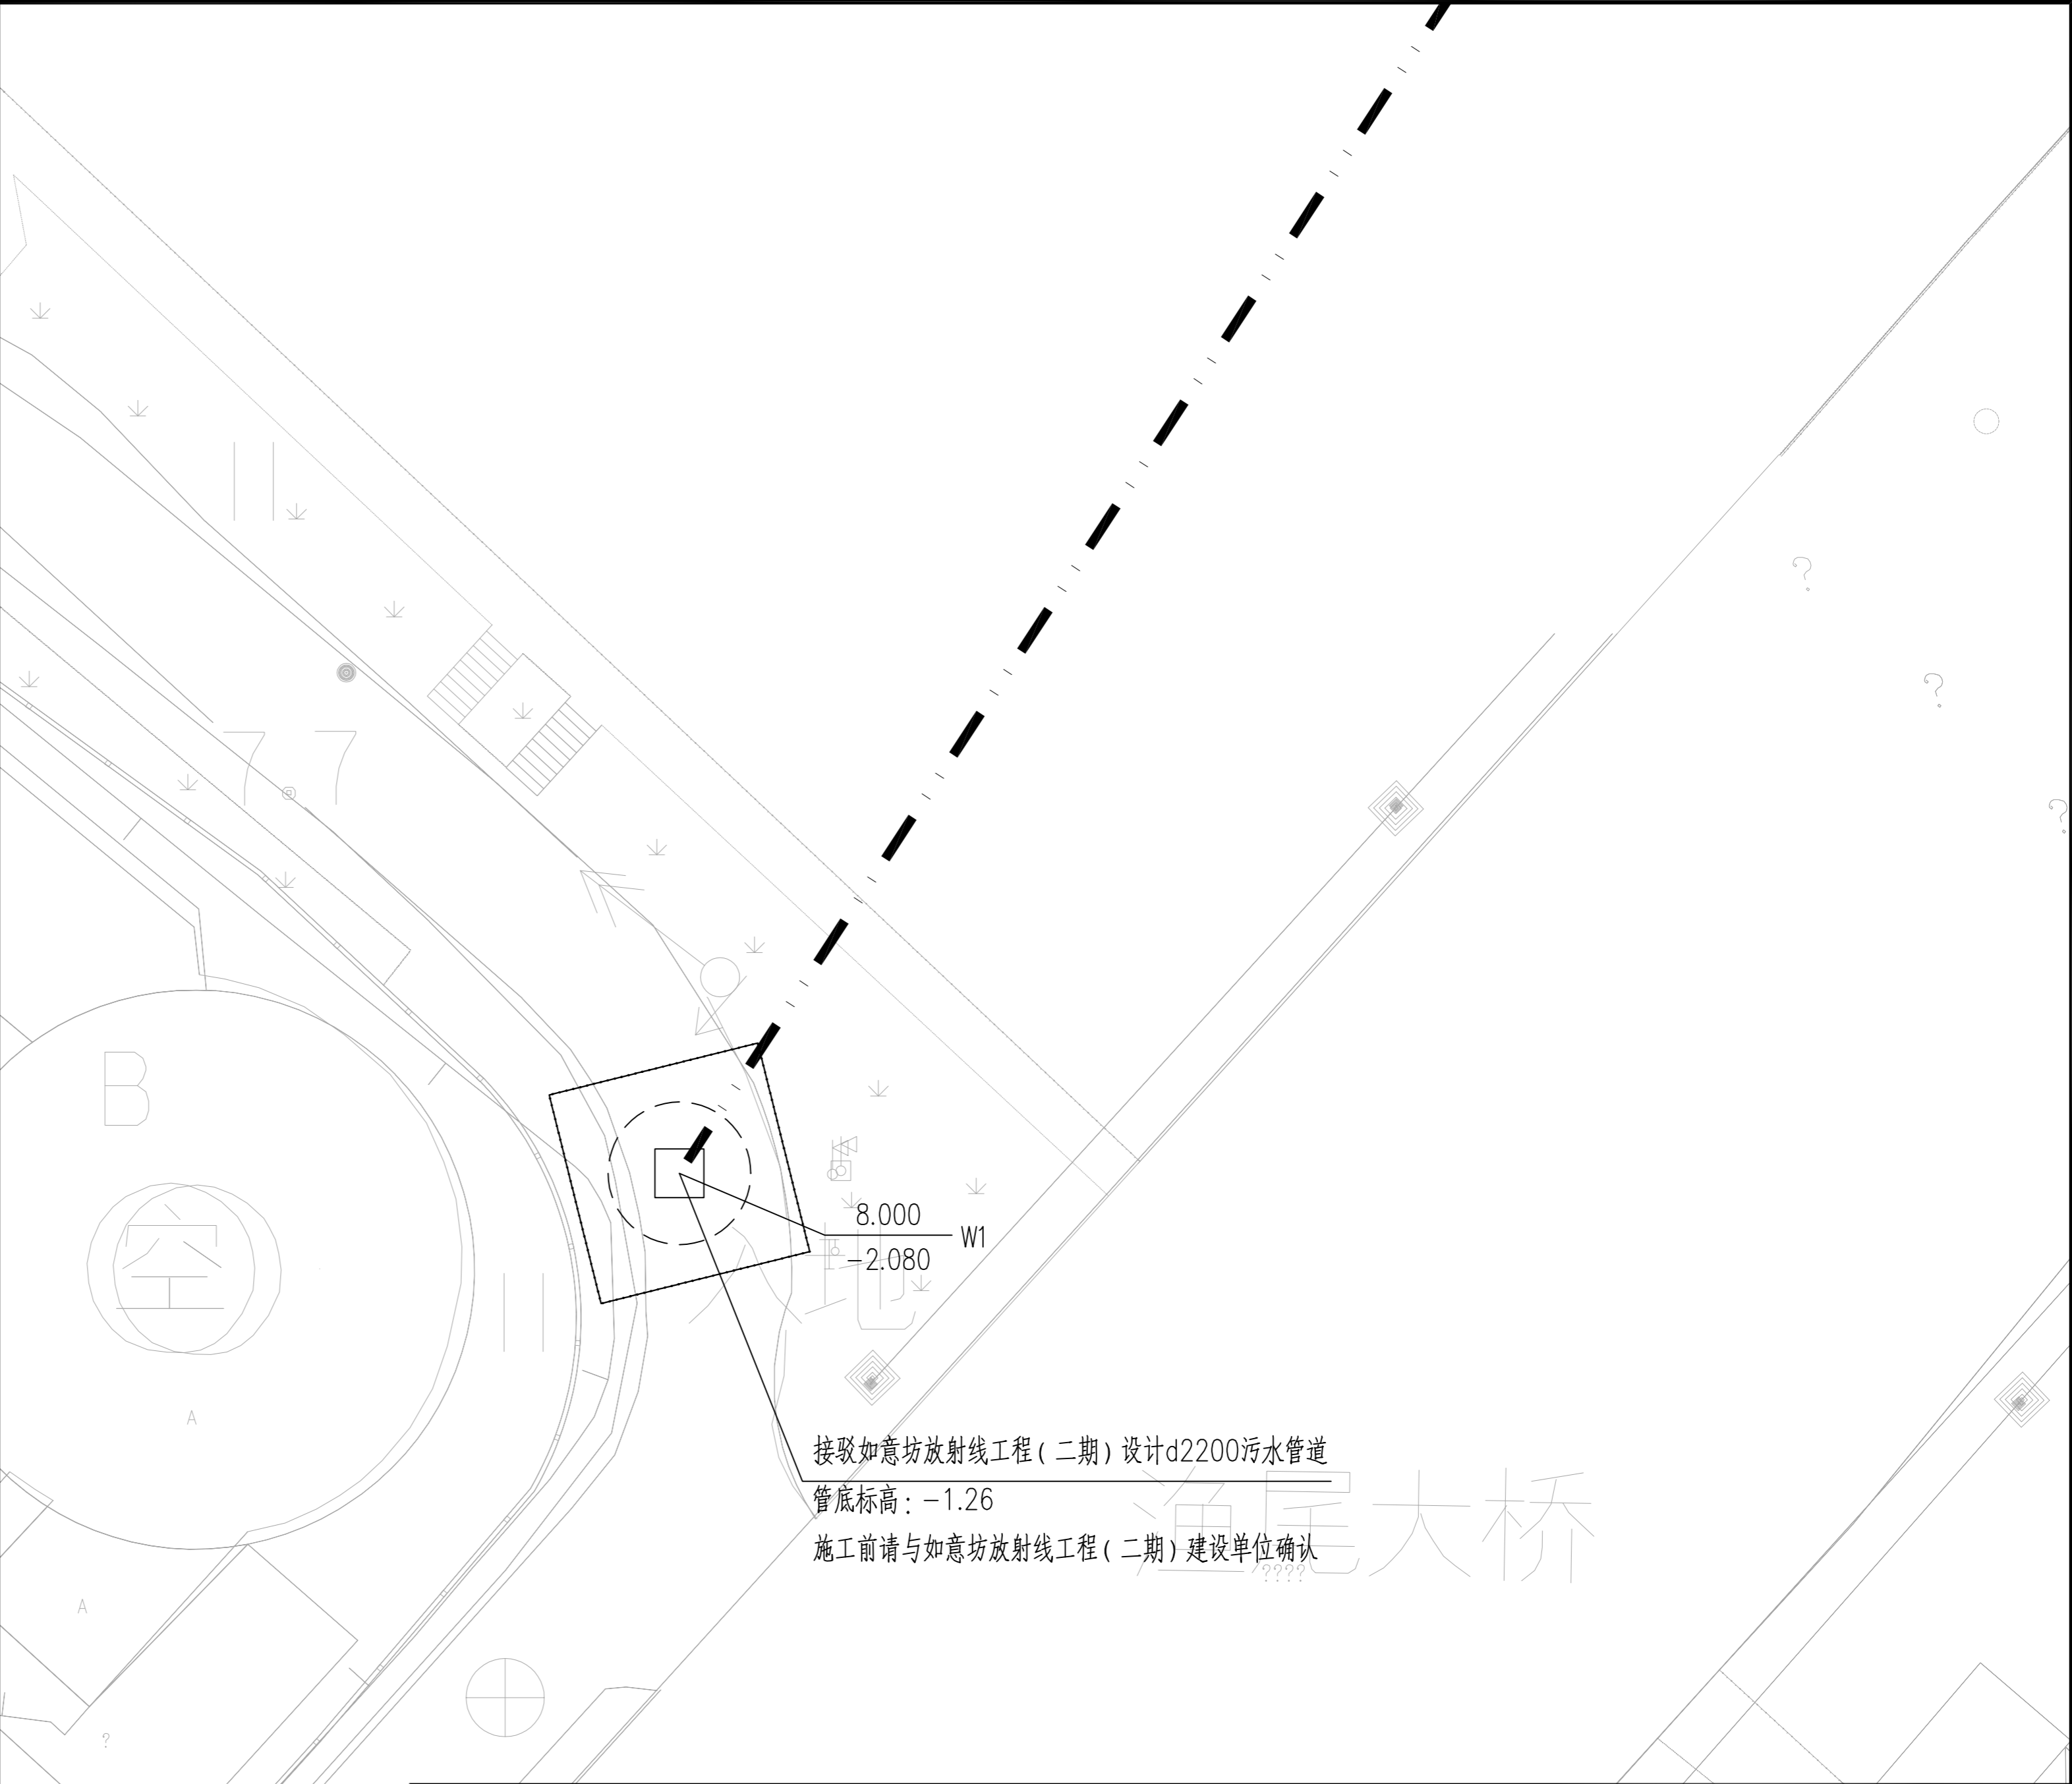 7.7
B
空
A
A
?
?
?
?
8.000
W1
-2.080
接驳如意坊放射线工程(二期)设计d2200污水管道
管底标高：-1.26
施工前请与如意坊放射线工程(二期)建设单位确认
渔尾大桥
????